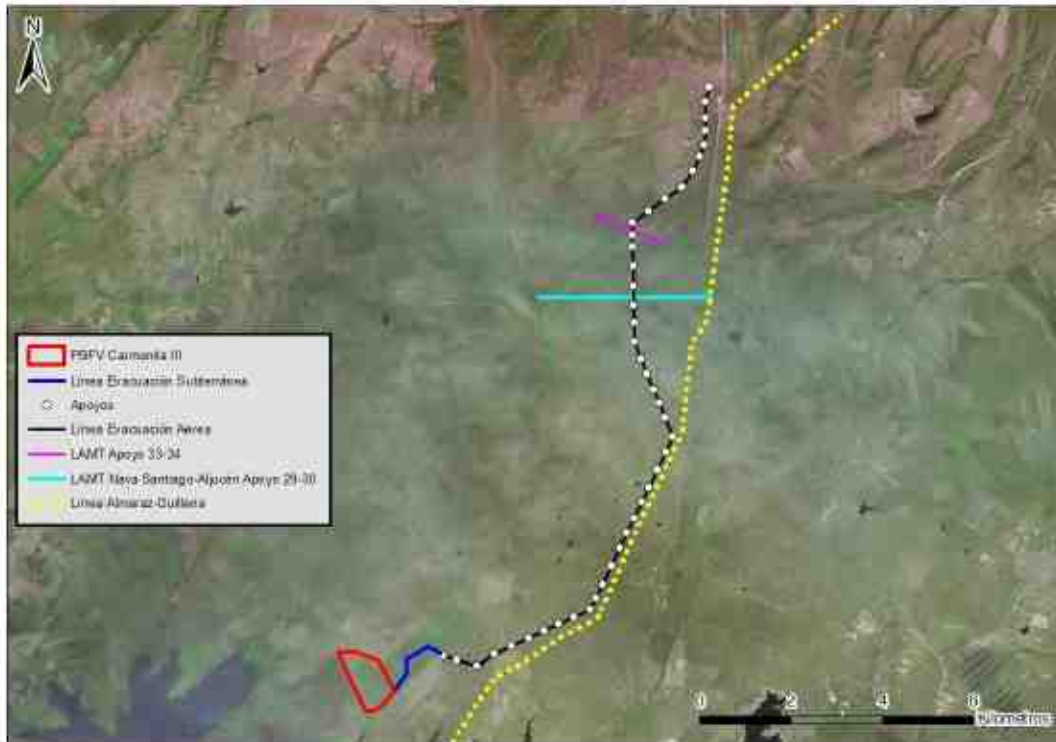 N
PSFV Carmonita III
Línea Evacuación Subterránea
Apoyos
Línea Evacuación Aérea
LAMT Apoyo 33-34
LAMT Nava-Santiago-Aljucén Apoyo 29-30
Línea Almaraz-Guillena
0 2 4 8
Kilómetros